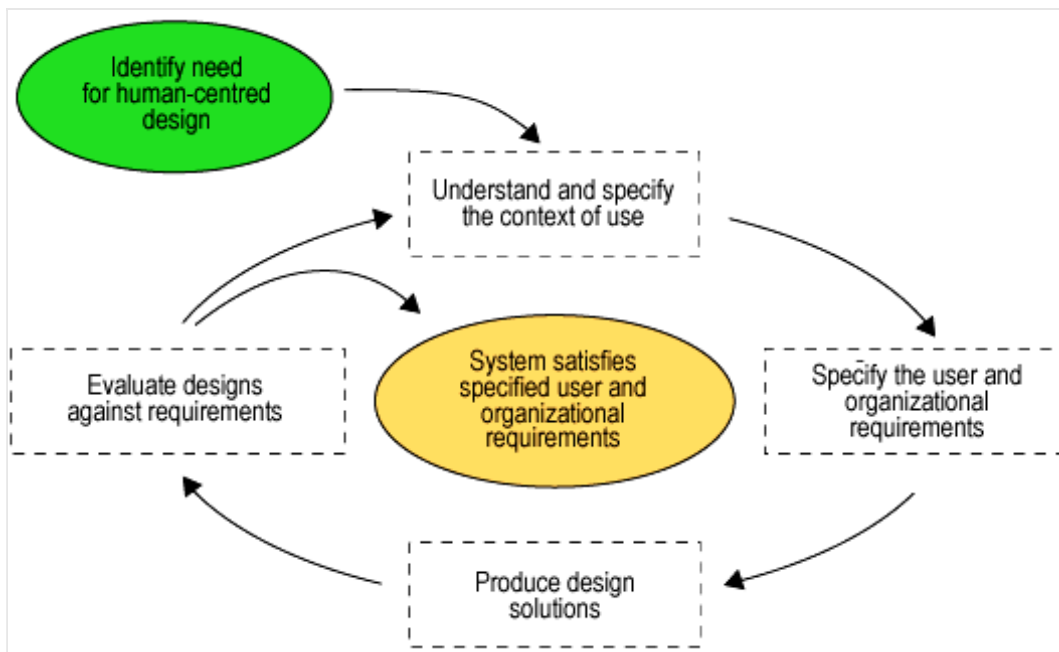 Identify need
for human-centred
design
Understand and specify
the context of use
System satisfies
specified user and
organizational
requirements
Specify the user and
organizational
requirements
Evaluate designs
against requirements
Produce design
solutions